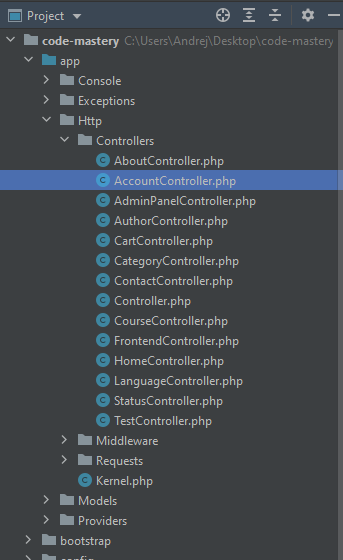 Project
code-mastery C:\Users\Andrej\Desktop\code-mastery
app
Console
Exceptions
Http
Controllers
AboutController.php
AccountController.php
AdminPanelController.php
AuthorController.php
CartController.php
CategoryController.php
ContactController.php
Controller.php
CourseController.php
FrontendController.php
HomeController.php
LanguageController.php
StatusController.php
TestController.php
Middleware
Requests
Kernel.php
Models
Providers
bootstrap